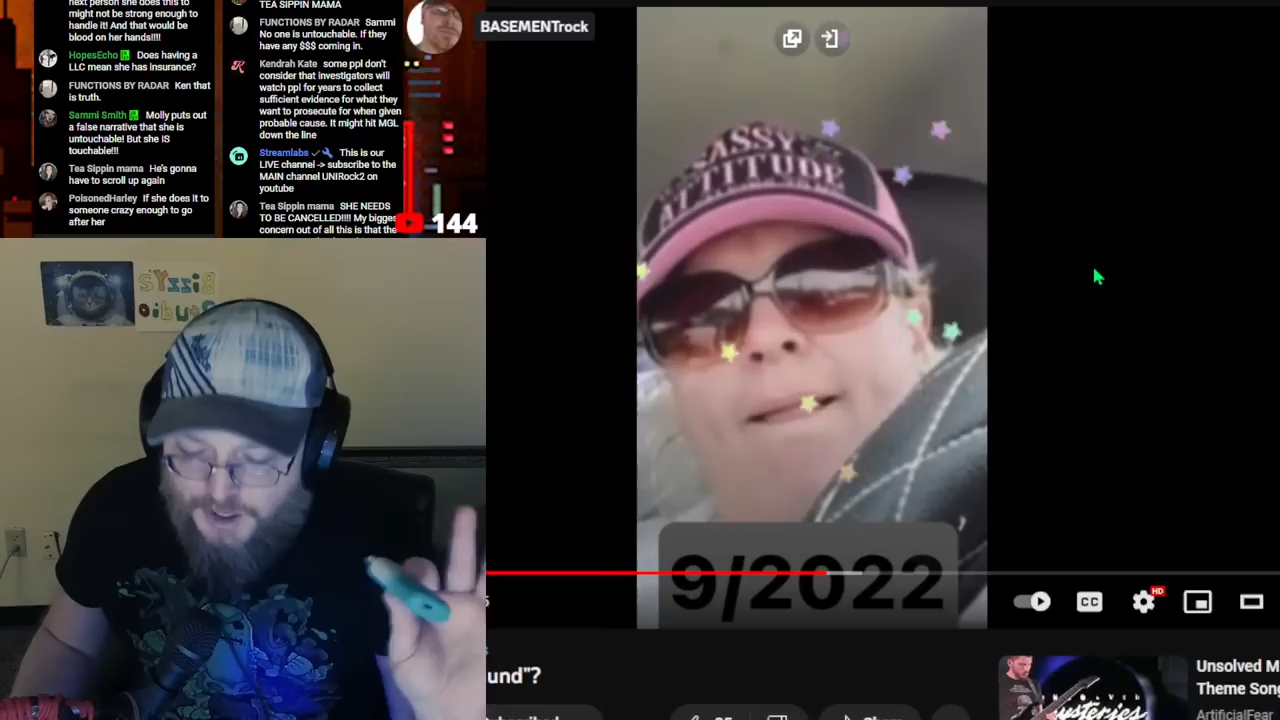 next person she does this to
might not be strong enough to
handle it! And that would be
blood on her hands!!!!
HopesEcho Does having a
LLC mean she has insurance?
FUNCTIONS BY RADAR Ken that
is truth.
Sammi Smith Molly puts out
a false narrative that she is
untouchable! But she IS
touchable!!!
Tea Sippin mama He's gonna
have to scroll up again
PoisonedHarley If she does it to
someone crazy enough to go
after her
TEA SIPPIN MAMA
FUNCTIONS BY RADAR Sammi
No one is untouchable. If they
have any $$$ coming in.
Kendrah Kate some ppl don't
consider that investigators will
watch ppl for years to collect
sufficient evidence for what they
want to prosecute for when given
probable cause. It might hit MGL
down the line
Streamlabs This is our
LIVE channel -> subscribe to the
MAIN channel UNIRock2 on
youtube
Tea Sippin mama SHE NEEDS
TO BE CANCELLED!!!! My bigges
concern out of all this is that the
144
BASEMENTrock
SASSY
ATTITUDE
9/2022
CC
HD
und"?
Unsolved M
Theme Song
ArtificialFear
Share